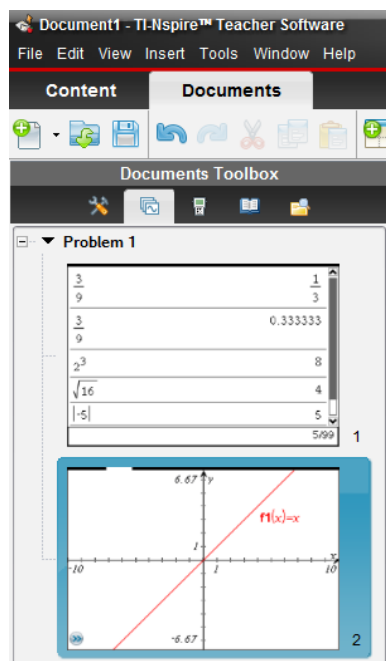 Document1 - TI-Nspire™ Teacher Software
File Edit View Insert Tools Window Help
Content Documents
Documents Toolbox
Problem 1
3/9 1/3
3/9 0.333333
2³ 8
√16 4
|-5| 5
5/99
1
6.67 y
f1(x)=x
1
x
-10 1 10
-6.67
2